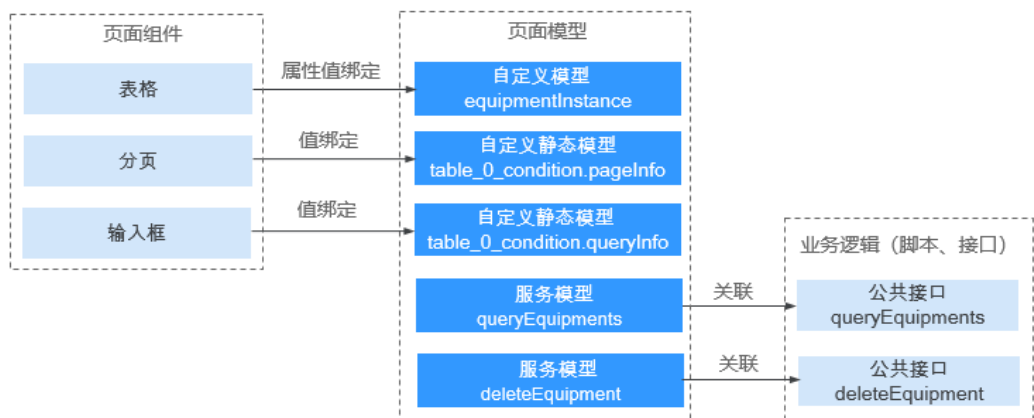 页面组件
表格
分页
输入框
属性值绑定
值绑定
值绑定
页面模型
自定义模型
equipmentInstance
自定义静态模型
table_0_condition.pageInfo
自定义静态模型
table_0_condition.queryInfo
服务模型
queryEquipments
服务模型
deleteEquipment
关联
关联
业务逻辑（脚本、接口）
公共接口
queryEquipments
公共接口
deleteEquipment